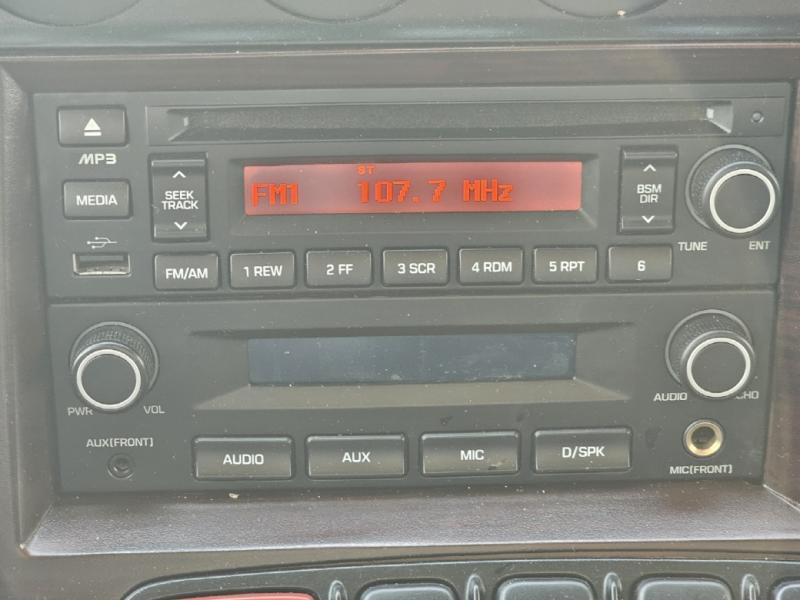 MP3
MEDIA
SEEK
TRACK
ST
FM1 107.7 MHz
BSM
DIR
TUNE ENT
FM/AM 1 REW 2 FF 3 SCR 4 RDM 5 RPT 6
PWR VOL
AUDIO
AUX(FRONT)
AUDIO AUX MIC D/SPK
MIC(FRONT)